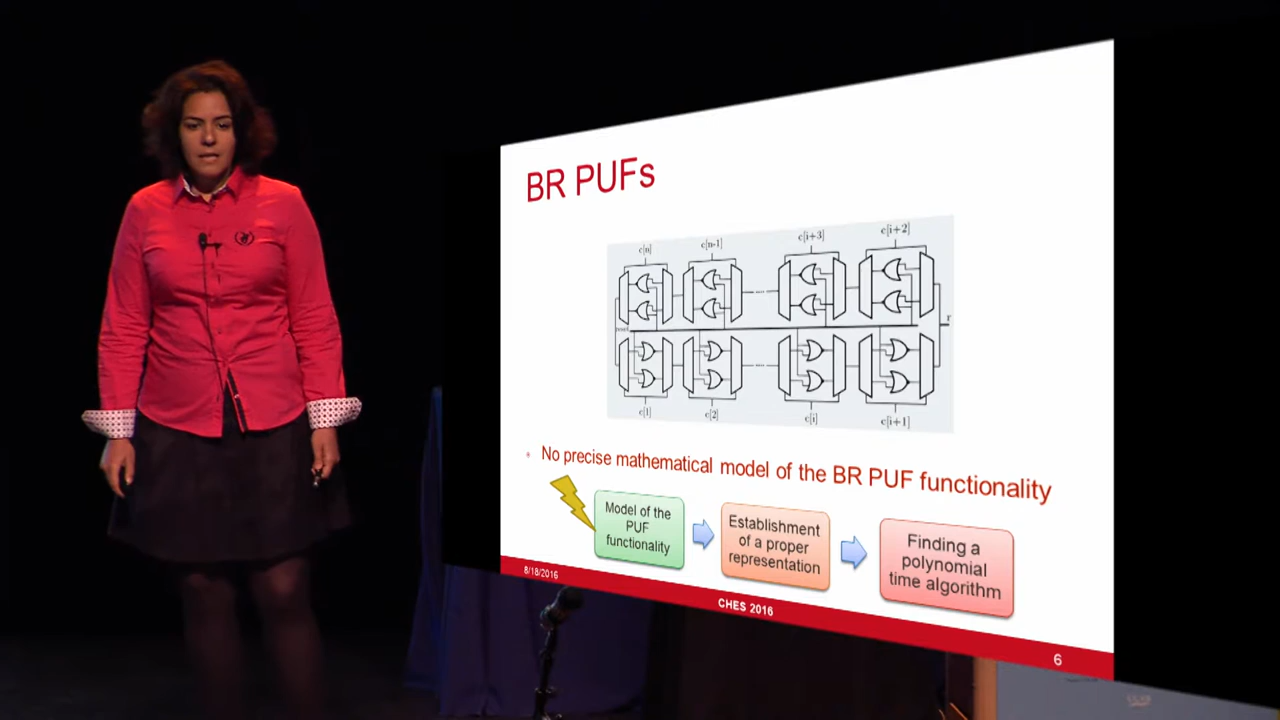 BR PUFs
c[n]
c[n-1]
c[i+3]
c[i+2]
r
c[1]
c[2]
c[i]
c[i+1]
• No precise mathematical model of the BR PUF functionality
Model of the
PUF
functionality
Establishment
of a proper
representation
Finding a
polynomial
time algorithm
8/18/2016
CHES 2016
6